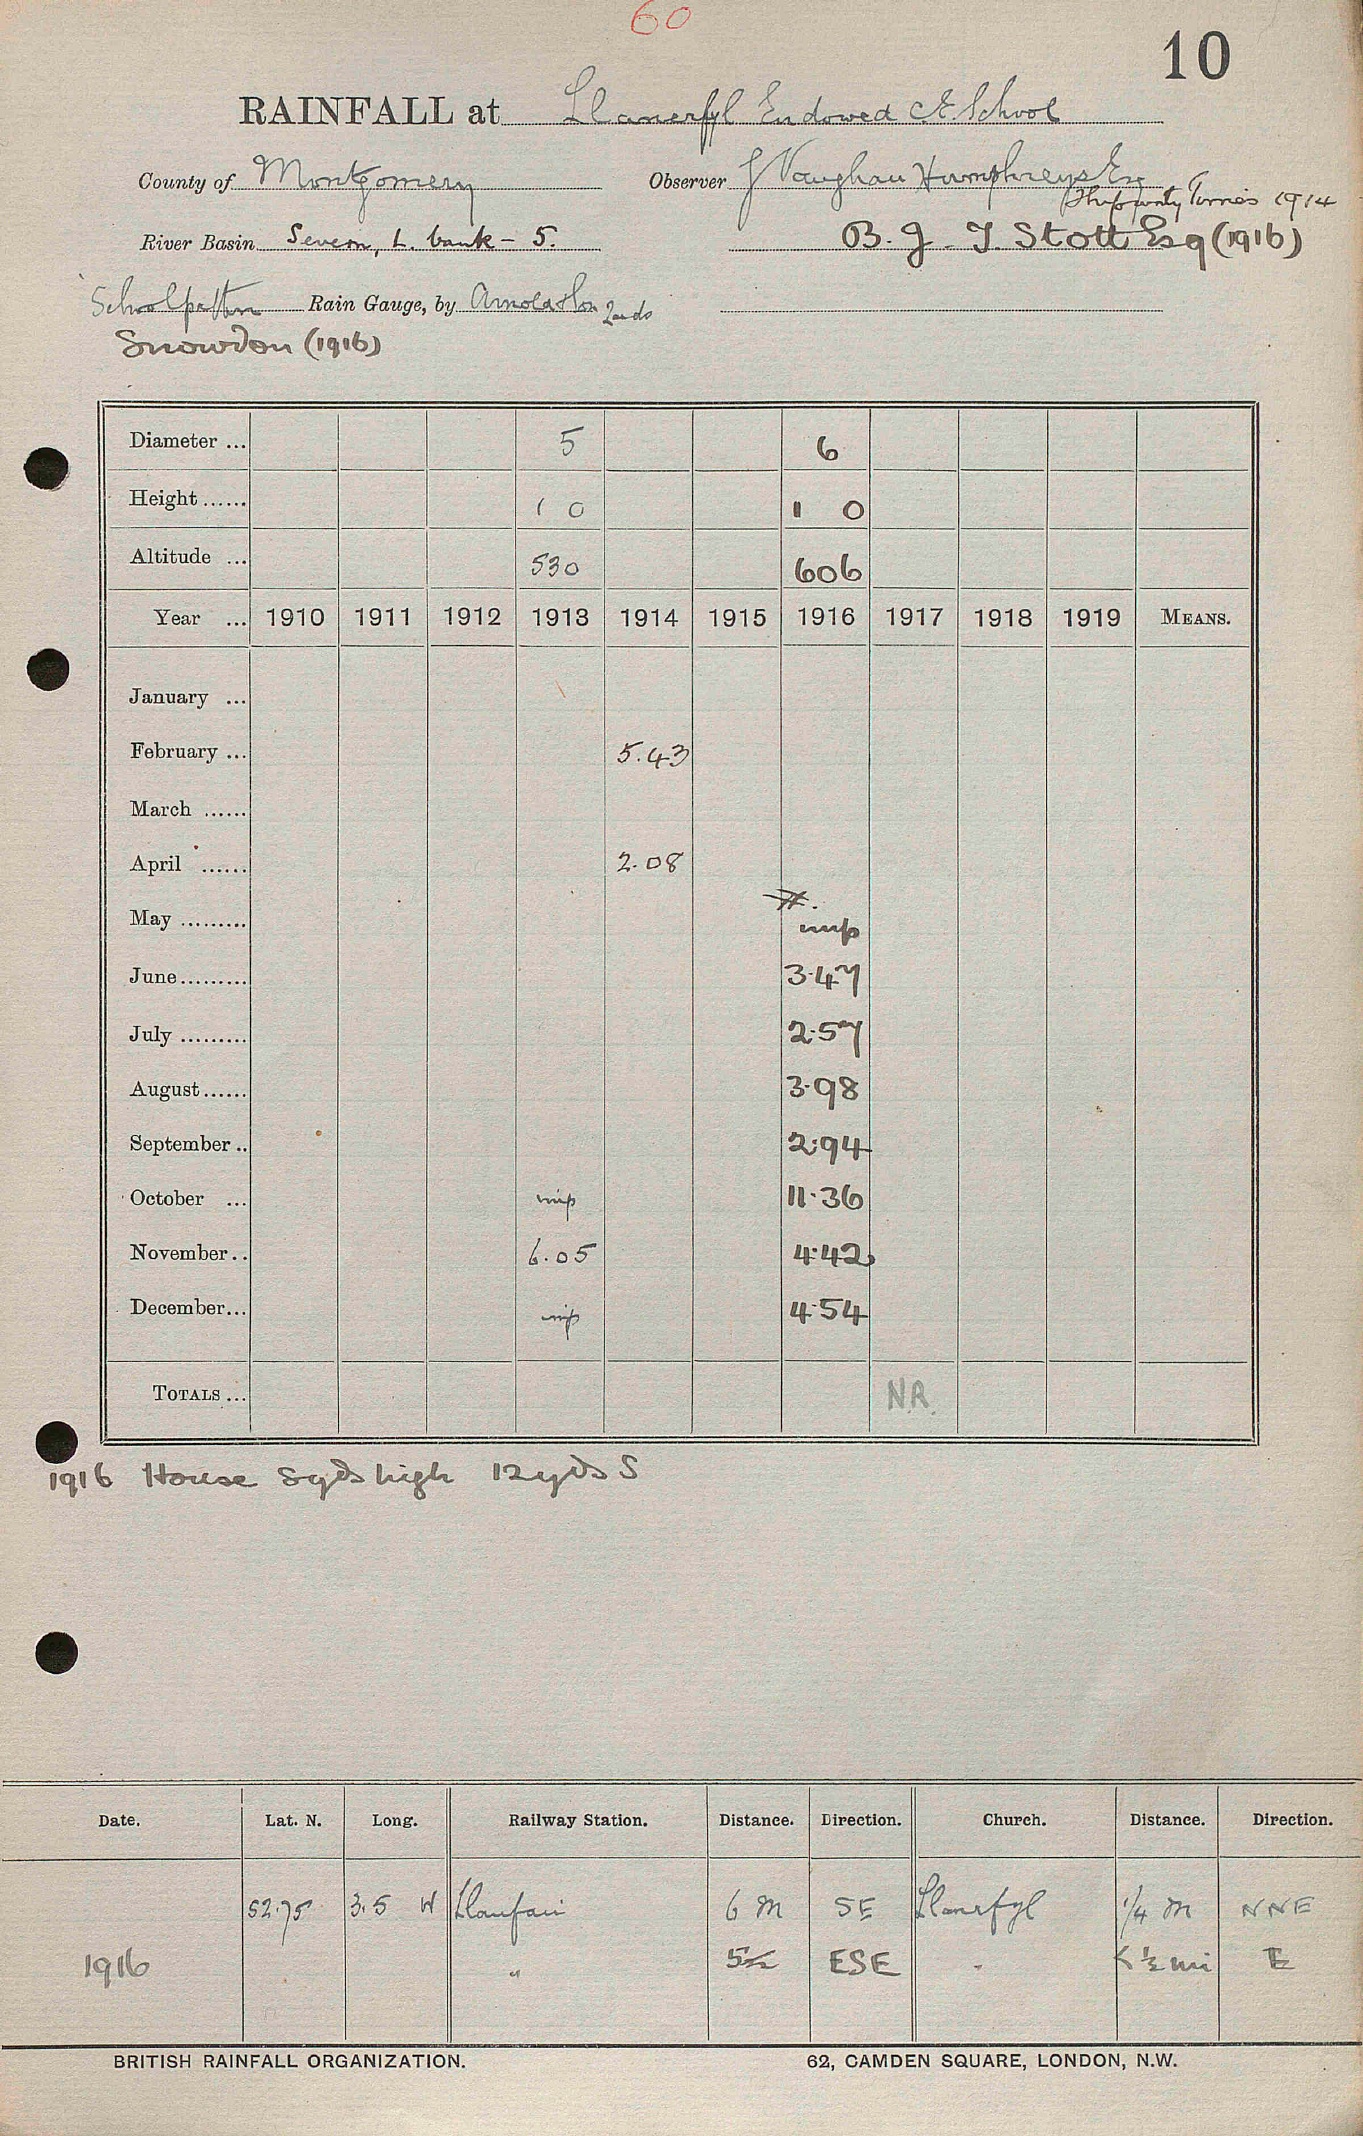 60
10
RAINFALL at Llanerfyl Endowed C.E. School
County of Montgomery Observer J Vaughan Humphreys Esq
1914
River Basin Severn, L. bank - 5. B. J. T. Stott Esq (1916)
School pattern Rain Gauge, by Arnold & Son
Snowdon (1916)
Diameter ... 5 6
Height ...... 1 0 1 0
Altitude ... 530 606
Year ... 1910 1911 1912 1913 1914 1915 1916 1917 1918 1919 MEANS.
January ...
February ... 5.43
March ......
April ...... 2.08
May ......... imp
June ......... 3.47
July ......... 2.57
August ...... 3.98
September .. 2.94
October ... imp 11.36
November .. 6.05 4.42
December ... imp 4.54
TOTALS ... N.R.
1916 House 8 yds high 12 yds S
Date. Lat. N. Long. Railway Station. Distance. Direction. Church. Distance. Direction.
52.75 3.5 W Llanfair 6 M SE Llanerfyl 1/4 M NNE
1916 " 5½ ESE " < ½ mi E
BRITISH RAINFALL ORGANIZATION. 62, CAMDEN SQUARE, LONDON, N.W.